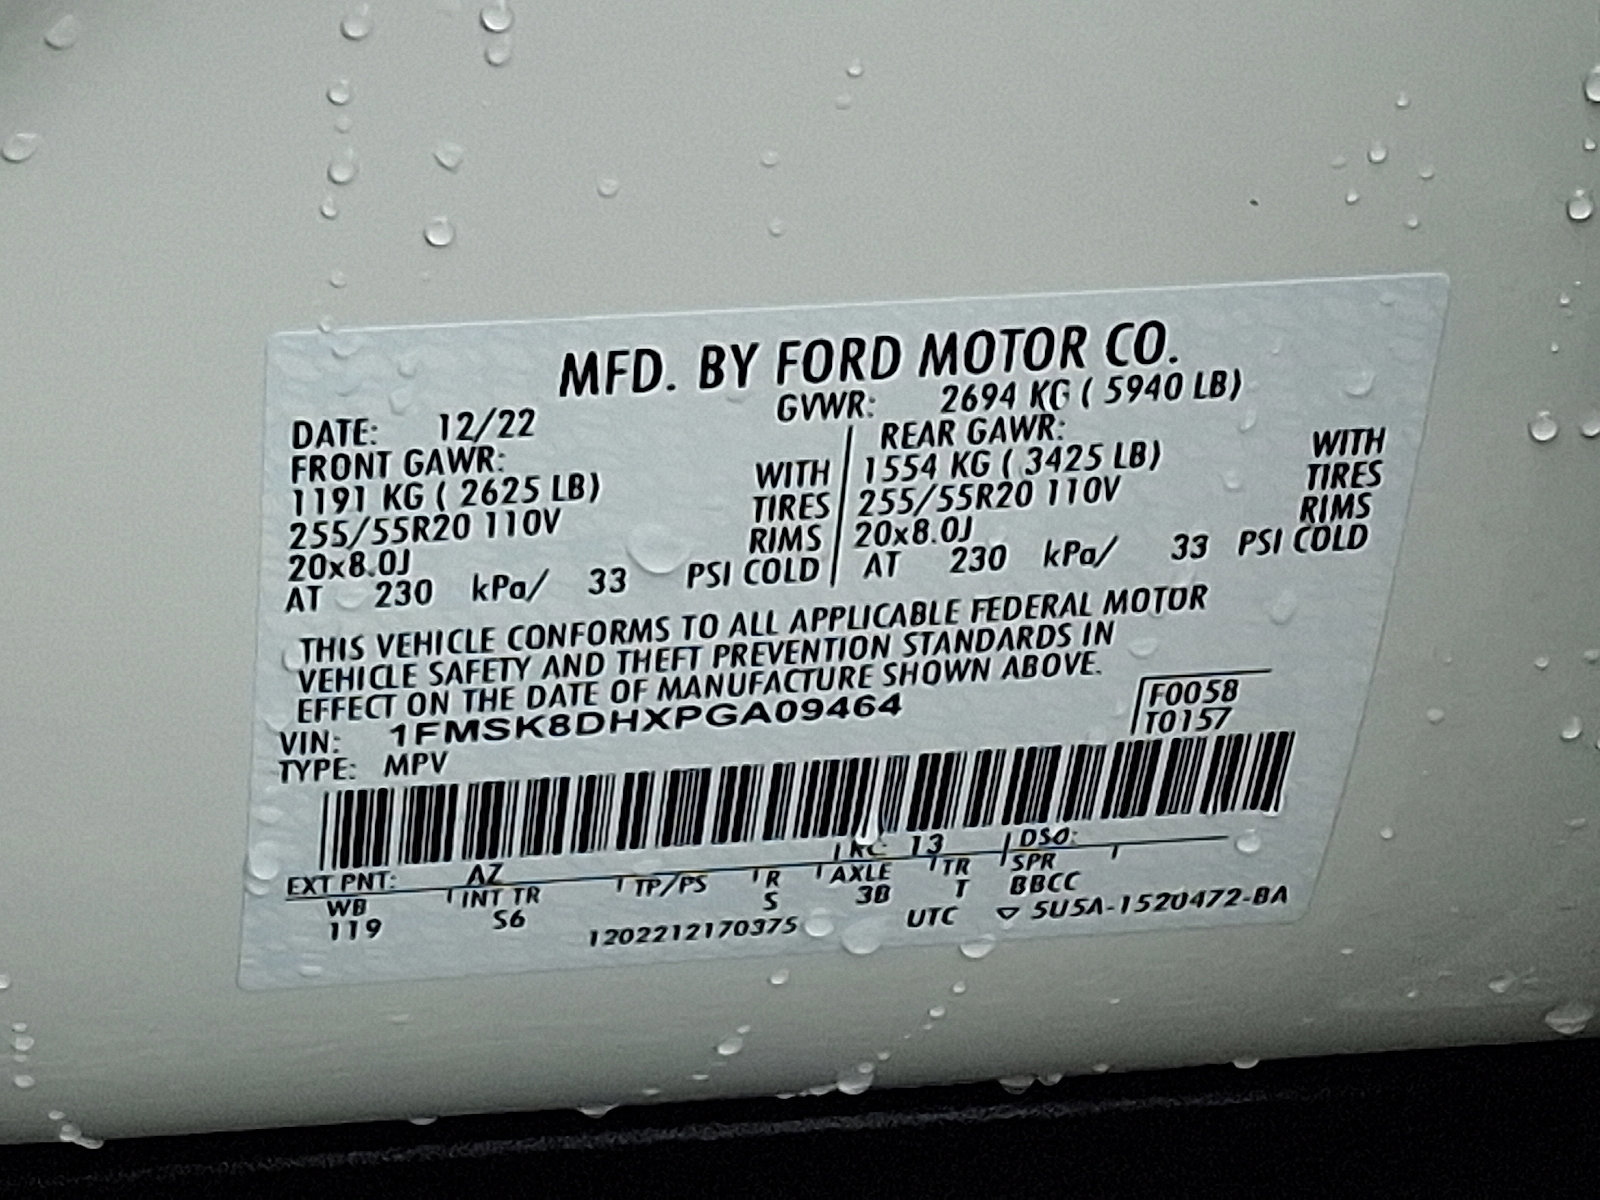 MFD. BY FORD MOTOR CO.
DATE: 12/22 GVWR: 2694 KG ( 5940 LB)
FRONT GAWR: WITH
1191 KG ( 2625 LB) TIRES
255/55R20 110V RIMS
20x8.0J
AT 230 kPa/ 33 PSI COLD
REAR GAWR: WITH
1554 KG ( 3425 LB) TIRES
255/55R20 110V RIMS
20x8.0J
AT 230 kPa/ 33 PSI COLD
THIS VEHICLE CONFORMS TO ALL APPLICABLE FEDERAL MOTOR
VEHICLE SAFETY AND THEFT PREVENTION STANDARDS IN
EFFECT ON THE DATE OF MANUFACTURE SHOWN ABOVE.
VIN: 1FMSK8DHXPGA09464
TYPE: MPV
F0058
T0157
EXT PNT: AZ RC: 13 DSO:
WB INT TR TP/PS R AXLE TR SPR
119 S6 S 3B T BBCC
1202212170375 UTC ▽ 5U5A-1520472-BA